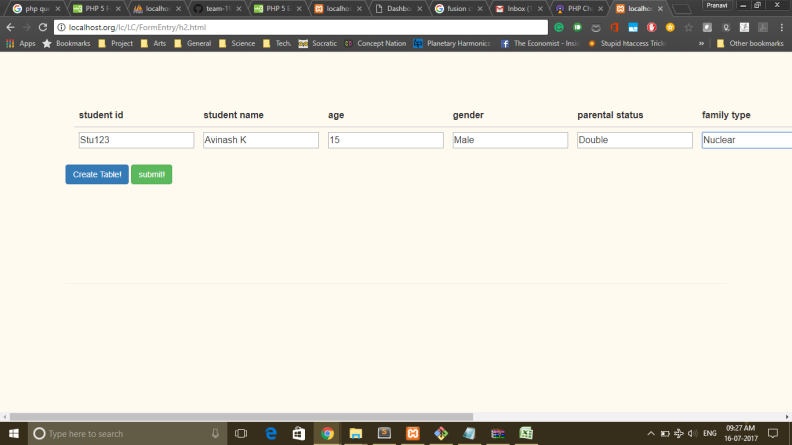 php qu
PHP 5 F
localho
team-19
PHP 5 E
localhos
Dashbo
fusion c
Inbox (1
PHP Ch
localhos
Pranavi
localhost.org/lc/LC/FormEntry/h2.html
Apps Bookmarks Project Arts General Science Tech. Socratic Concept Nation Planetary Harmonics The Economist - Insi Stupid htaccess Trick » Other bookmarks
student id student name age gender parental status family type
Stu123 Avinash K 15 Male Double Nuclear
Create Table! submit!
Type here to search
ENG
09:27 AM
16-07-2017